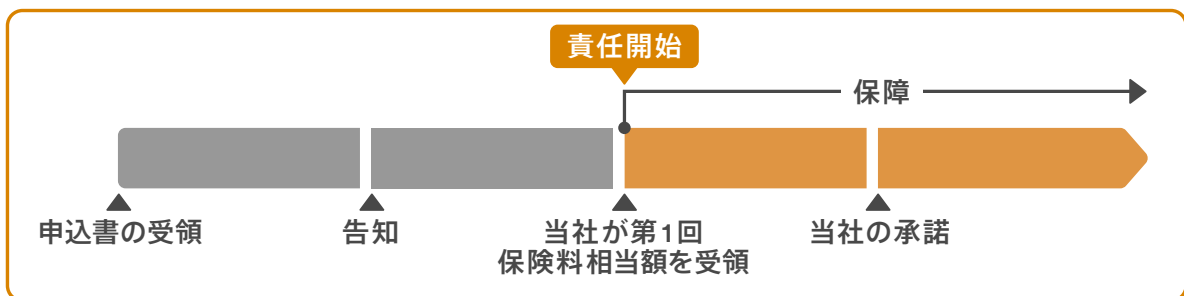 責任開始
保障
申込書の受領
告知
当社が第1回
保険料相当額を受領
当社の承諾